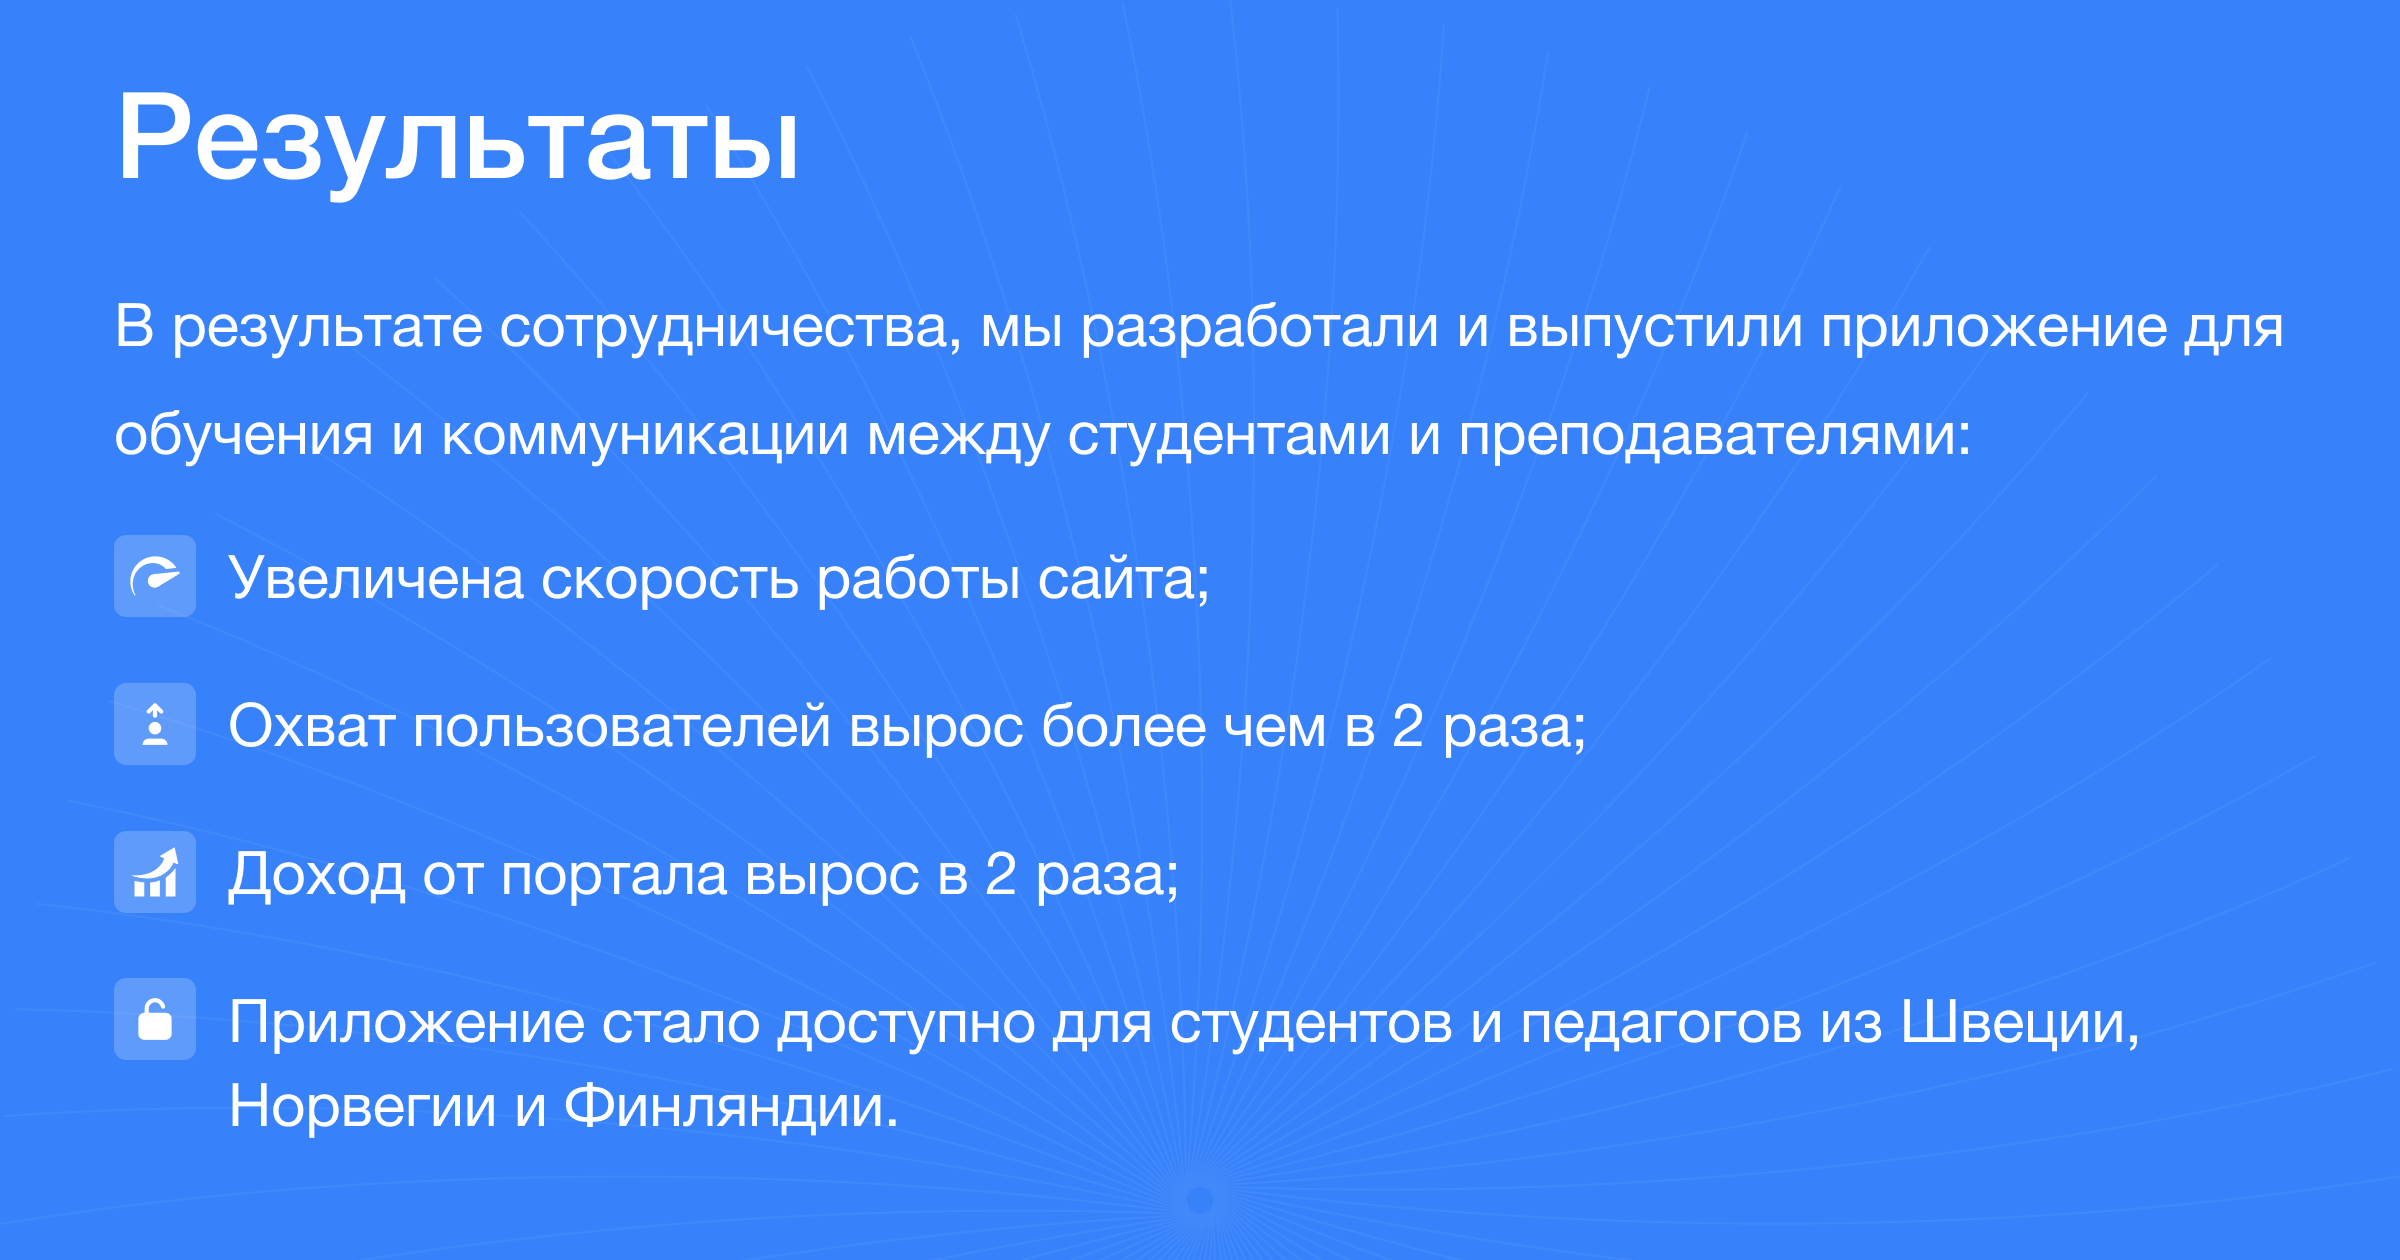 Результаты
В результате сотрудничества, мы разработали и выпустили приложение для
обучения и коммуникации между студентами и преподавателями:
Увеличена скорость работы сайта;
Охват пользователей вырос более чем в 2 раза;
Доход от портала вырос в 2 раза;
Приложение стало доступно для студентов и педагогов из Швеции,
Норвегии и Финляндии.